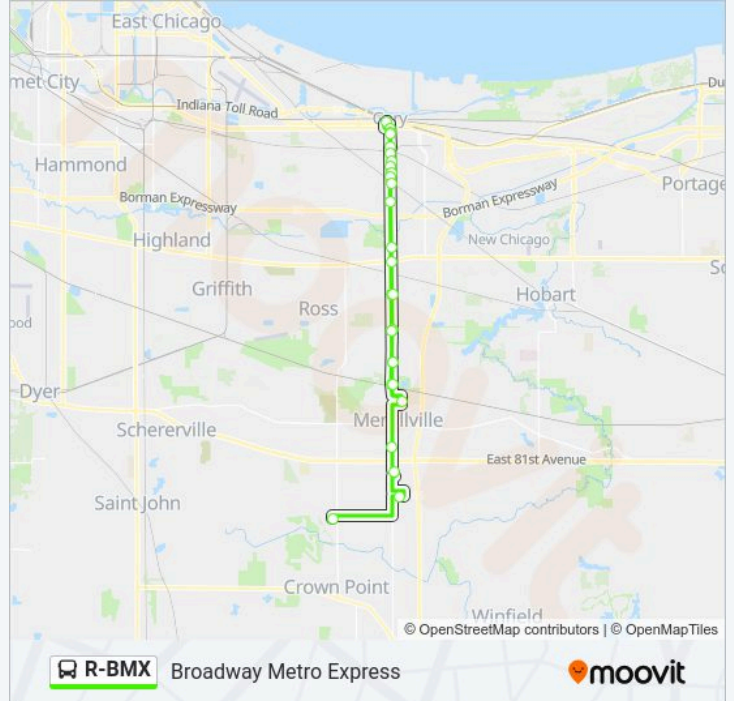 East Chicago
met City
Indiana Toll Road
Gary
Du
Hammond
Borman Expressway
Borman Expressway
Portage
Highland
New Chicago
Griffith
Ross
Hobart
Sc
ood
Dyer
Merrillville
Schererville
East 81st Avenue
Saint John
Crown Point
Winfield
© OpenStreetMap contributors | © OpenMapTiles
R-BMX Broadway Metro Express moovit
moovit